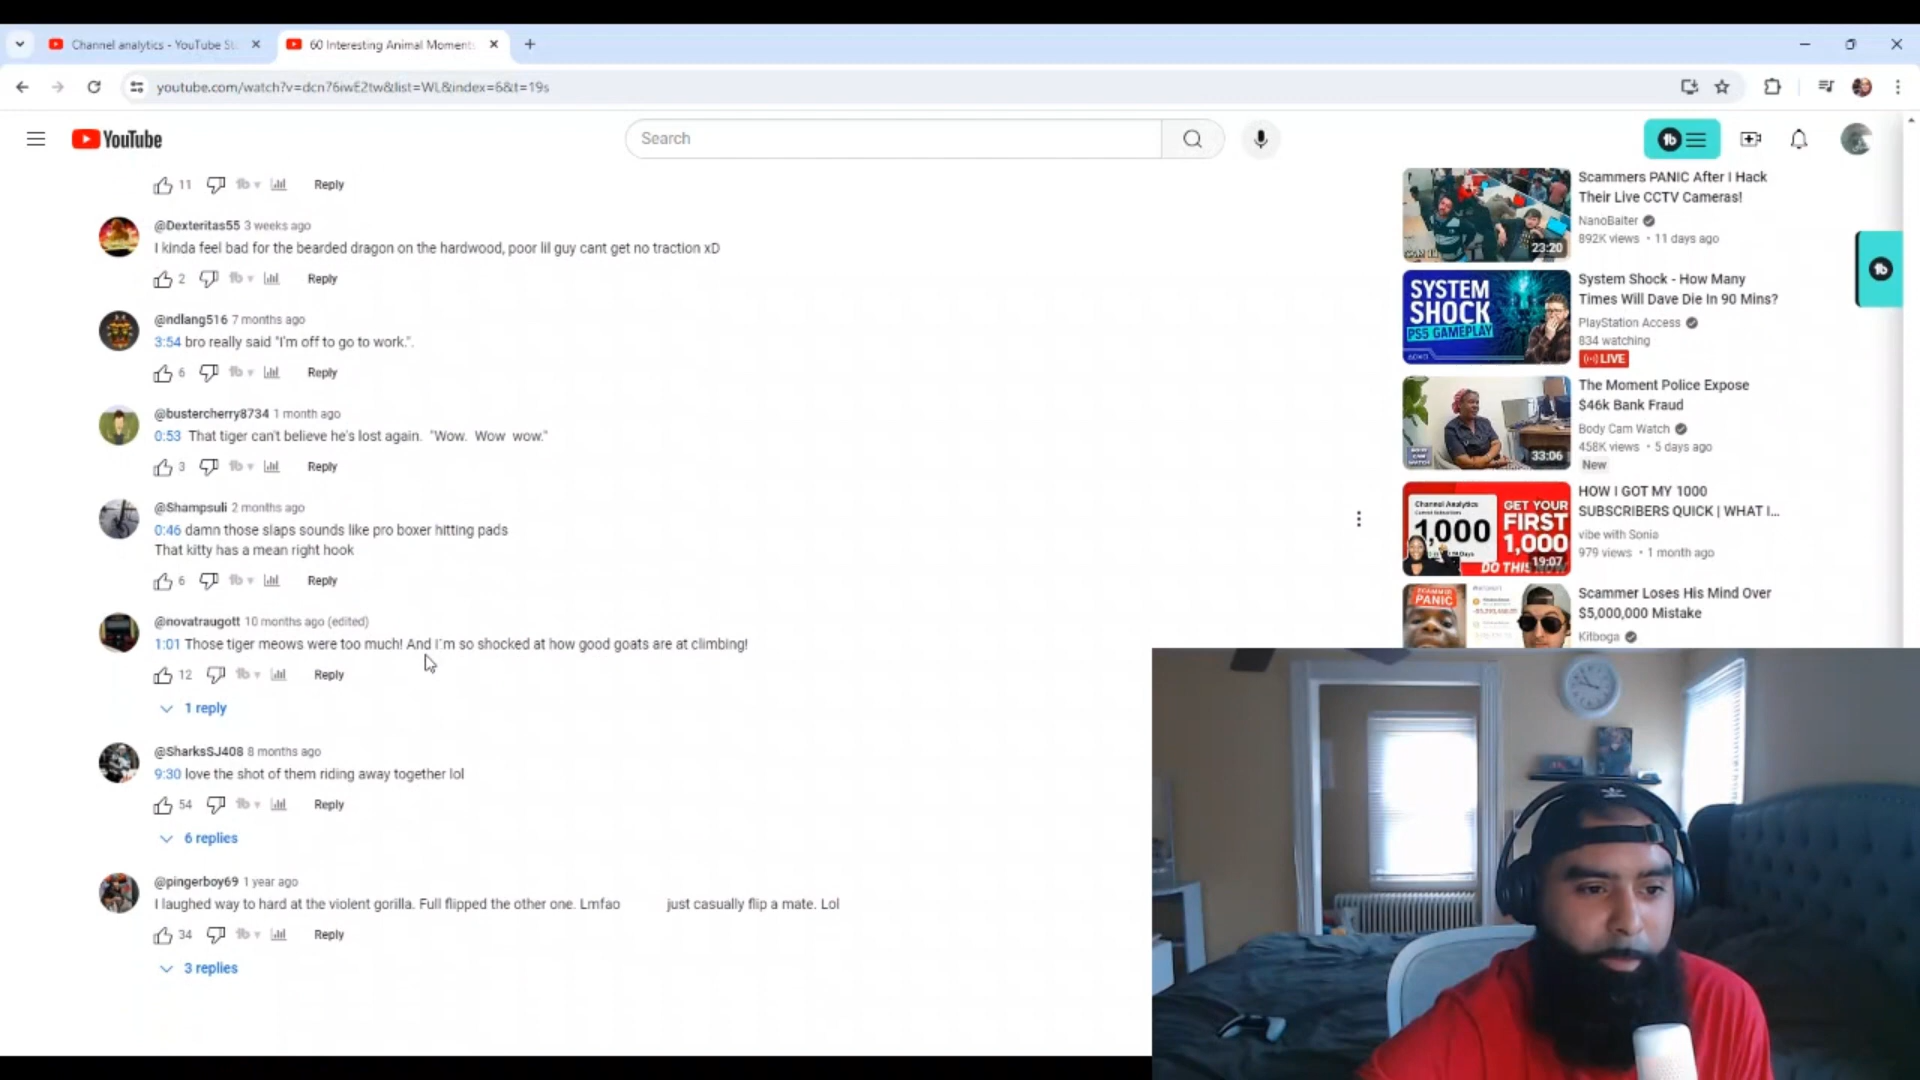 Channel analytics - YouTube St
60 Interesting Animal Moments
youtube.com/watch?v=dcn76iwE2tw&list=WL&index=6&t=19s
YouTube
Search
11 Reply
@Dexteritas55 3 weeks ago
I kinda feel bad for the bearded dragon on the hardwood, poor lil guy cant get no traction xD
2 Reply
@ndlang516 7 months ago
3:54 bro really said "I'm off to go to work.".
6 Reply
@bustercherry8734 1 month ago
0:53 That tiger can't believe he's lost again. "Wow. Wow wow."
3 Reply
@Shampsuli 2 months ago
0:46 damn those slaps sounds like pro boxer hitting pads
That kitty has a mean right hook
6 Reply
@novatraugott 10 months ago (edited)
1:01 Those tiger meows were too much! And I´m so shocked at how good goats are at climbing!
12 Reply
1 reply
@SharksSJ408 8 months ago
9:30 love the shot of them riding away together lol
54 Reply
6 replies
@pingerboy69 1 year ago
I laughed way to hard at the violent gorilla. Full flipped the other one. Lmfao just casually flip a mate. Lol
34 Reply
3 replies
23:20
Scammers PANIC After I Hack
Their Live CCTV Cameras!
NanoBaiter
892K views • 11 days ago
SYSTEM
SHOCK
PS5 GAMEPLAY
System Shock - How Many
Times Will Dave Die In 90 Mins?
PlayStation Access
834 watching
LIVE
BODY CAM WATCH
33:06
The Moment Police Expose
$46k Bank Fraud
Body Cam Watch
458K views • 5 days ago
New
Channel Analytics
1,000
GET YOUR
FIRST
1,000
DO THIS NOW
19:07
HOW I GOT MY 1000
SUBSCRIBERS QUICK | WHAT I...
vibe with Sonia
979 views • 1 month ago
SCAMMER
PANIC
Scammer Loses His Mind Over
$5,000,000 Mistake
Kitboga